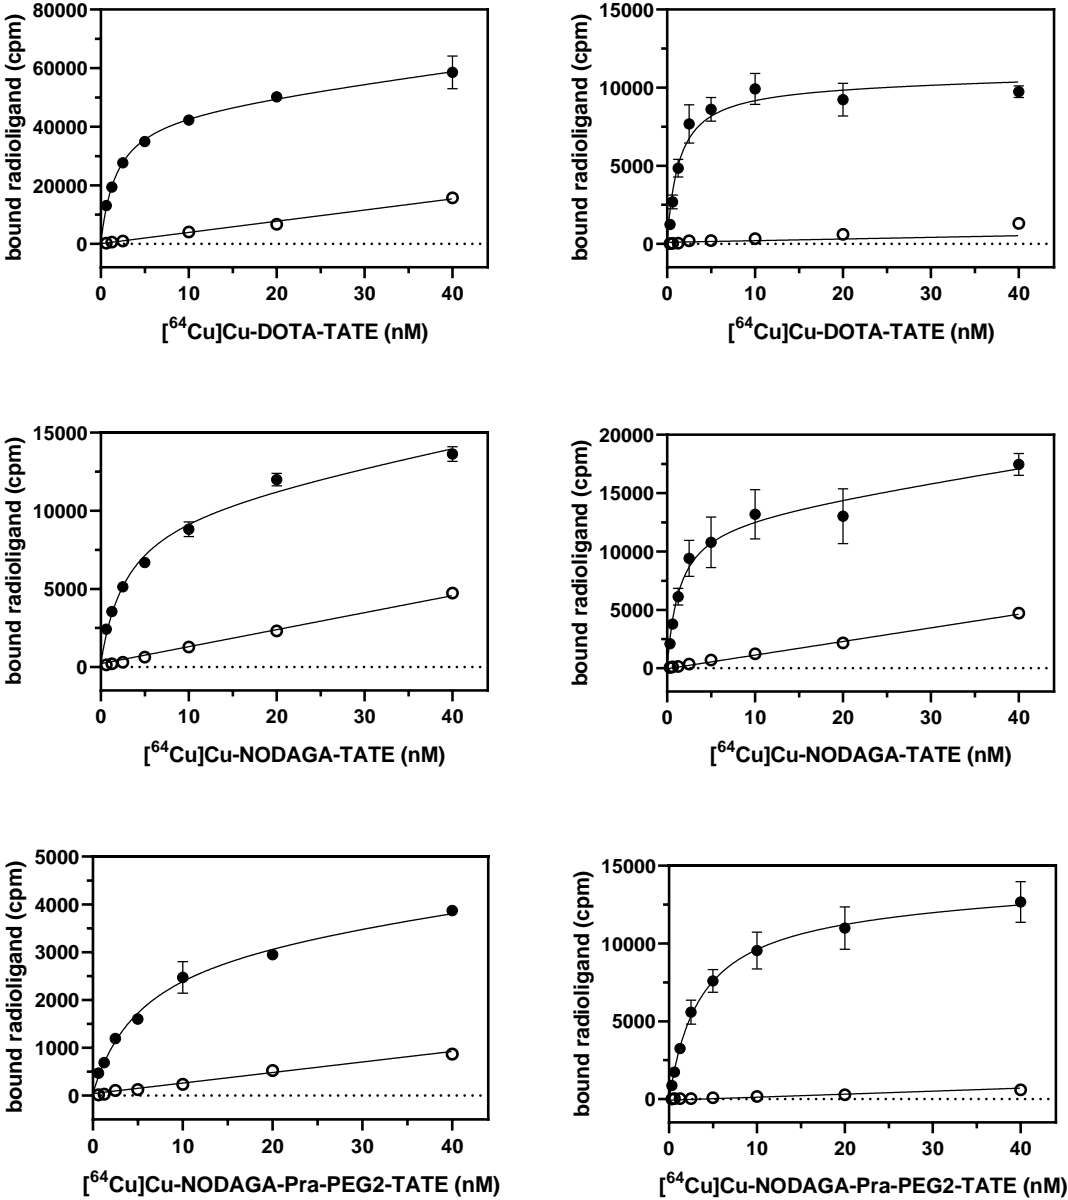 bound radioligand (cpm)
80000
60000
40000
20000
0
0 10 20 30 40
[⁶⁴Cu]Cu-DOTA-TATE (nM)
bound radioligand (cpm)
15000
10000
5000
0
0 10 20 30 40
[⁶⁴Cu]Cu-DOTA-TATE (nM)
bound radioligand (cpm)
15000
10000
5000
0
0 10 20 30 40
[⁶⁴Cu]Cu-NODAGA-TATE (nM)
bound radioligand (cpm)
20000
15000
10000
5000
0
0 10 20 30 40
[⁶⁴Cu]Cu-NODAGA-TATE (nM)
bound radioligand (cpm)
5000
4000
3000
2000
1000
0
0 10 20 30 40
[⁶⁴Cu]Cu-NODAGA-Pra-PEG2-TATE (nM)
bound radioligand (cpm)
15000
10000
5000
0
0 10 20 30 40
[⁶⁴Cu]Cu-NODAGA-Pra-PEG2-TATE (nM)